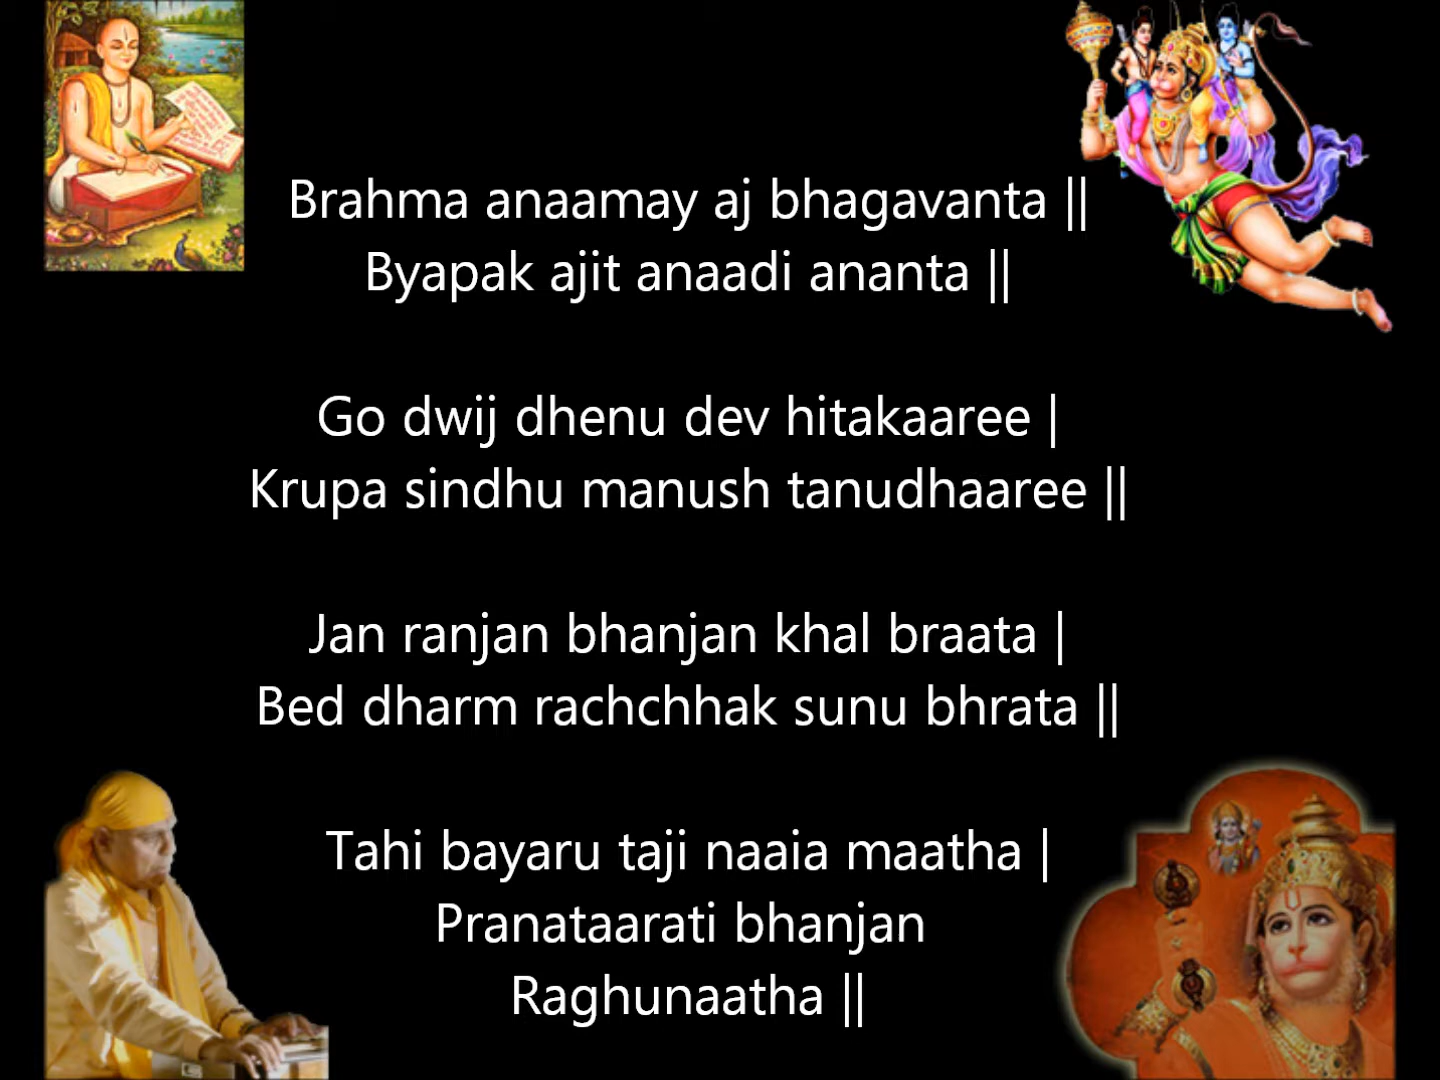 Brahma anaamay aj bhagavanta ||
Byapak ajit anaadi ananta ||
Go dwij dhenu dev hitakaaree |
Krupa sindhu manush tanudhaaree ||
Jan ranjan bhanjan khal braata |
Bed dharm rachchhak sunu bhrata ||
Tahi bayaru taji naaia maatha |
Pranataarati bhanjan
Raghunaatha ||